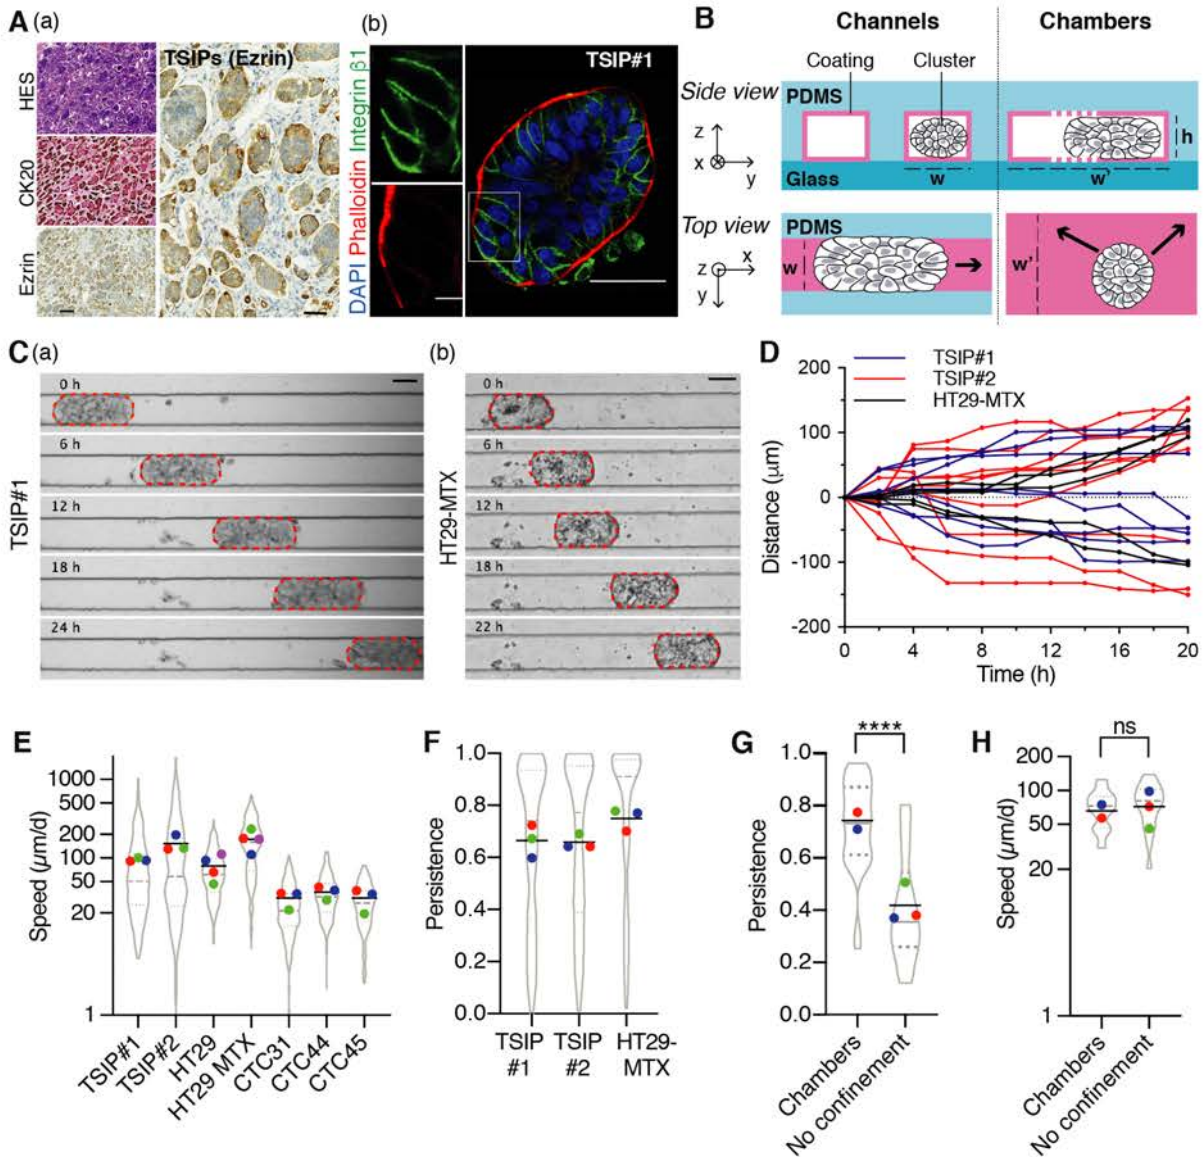 A (a)
HES
CK20
Ezrin
TSIPs (Ezrin)
(b)
DAPI Phalloidin Integrin β1
TSIP#1
B
Channels
Chambers
Coating
Cluster
Side view
PDMS
z
x
y
Glass
w
w'
h
Top view
PDMS
z
x
y
w
w'
C (a)
TSIP#1
0 h
6 h
12 h
18 h
24 h
(b)
HT29-MTX
0 h
6 h
12 h
18 h
22 h
D
TSIP#1
TSIP#2
HT29-MTX
Distance (μm)
200
100
0
-100
-200
0 4 8 12 16 20
Time (h)
E
Speed (μm/d)
1000
500
200
100
50
20
1
TSIP#1
TSIP#2
HT29
HT29 MTX
CTC31
CTC44
CTC45
F
Persistence
1.0
0.8
0.6
0.4
0.2
0.0
TSIP
#1
TSIP
#2
HT29-
MTX
G
****
Persistence
1.0
0.8
0.6
0.4
0.2
0.0
Chambers
No confinement
H
ns
Speed (μm/d)
200
100
50
20
1
Chambers
No confinement